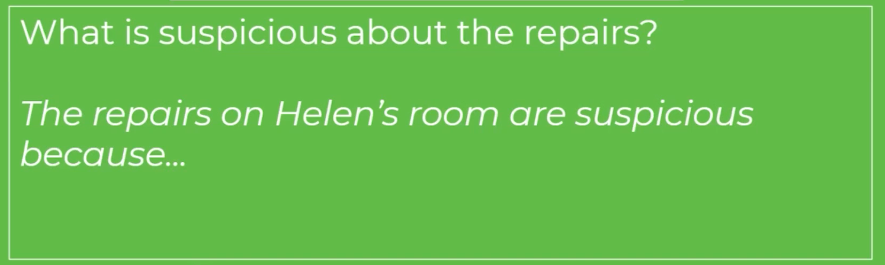 What is suspicious about the repairs?
The repairs on Helen’s room are suspicious
because...